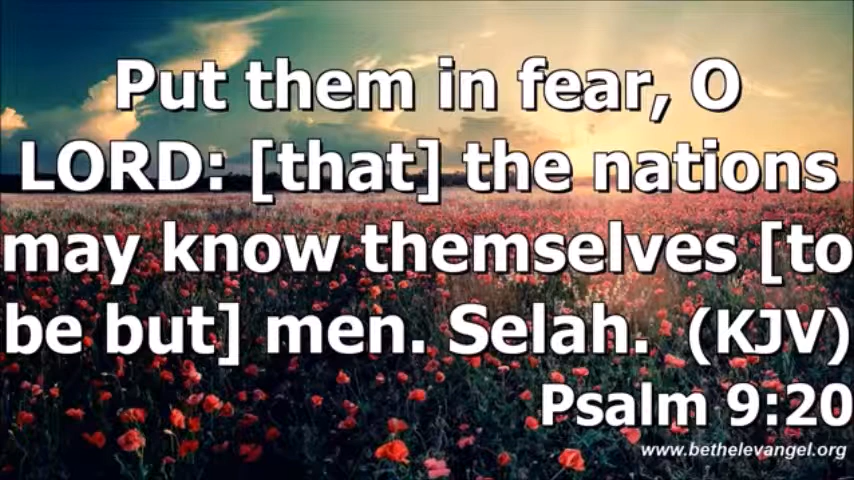 Put them in fear, O
LORD: [that] the nations
may know themselves [to
be but] men. Selah. (KJV)
Psalm 9:20
www.bethelevangel.org